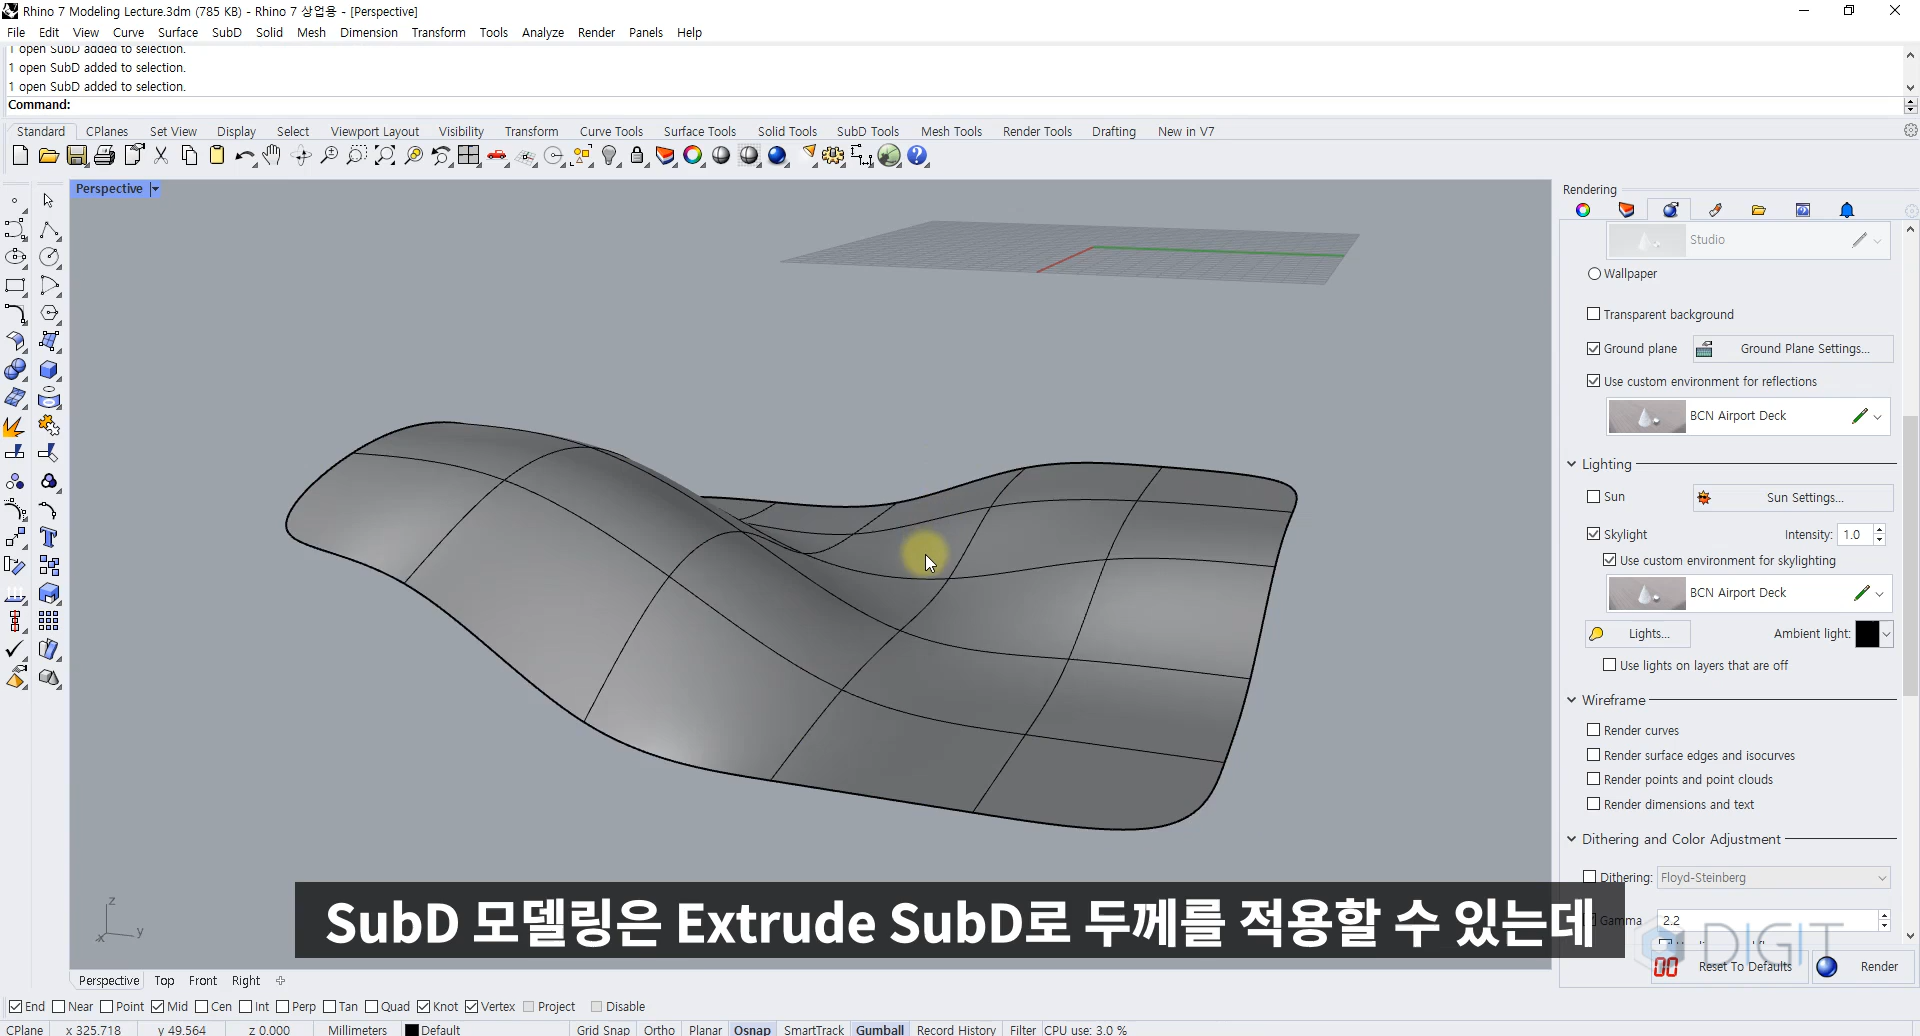 Rhino 7 Modeling Lecture.3dm (785 KB) - Rhino 7 상업용 - [Perspective]
File Edit View Curve Surface SubD Solid Mesh Dimension Transform Tools Analyze Render Panels Help
1 open SubD added to selection.
1 open SubD added to selection.
1 open SubD added to selection.
Command:
Standard CPlanes Set View Display Select Viewport Layout Visibility Transform Curve Tools Surface Tools Solid Tools SubD Tools Mesh Tools Render Tools Drafting New in V7
Perspective
Rendering
Studio
Wallpaper
Transparent background
Ground plane Ground Plane Settings...
Use custom environment for reflections
BCN Airport Deck
Lighting
Sun Sun Settings...
Skylight Intensity: 1.0
Use custom environment for skylighting
BCN Airport Deck
Lights... Ambient light:
Use lights on layers that are off
Wireframe
Render curves
Render surface edges and isocurves
Render points and point clouds
Render dimensions and text
Dithering and Color Adjustment
Dithering: Floyd-Steinberg
Gamma 2.2
z
x y
SubD 모델링은 Extrude SubD로 두께를 적용할 수 있는데
DIGIT
Reset To Defaults Render
Perspective Top Front Right
End Near Point Mid Cen Int Perp Tan Quad Knot Vertex Project Disable
CPlane x 325.718 y 49.564 z 0.000 Millimeters Default Grid Snap Ortho Planar Osnap SmartTrack Gumball Record History Filter CPU use: 3.0 %